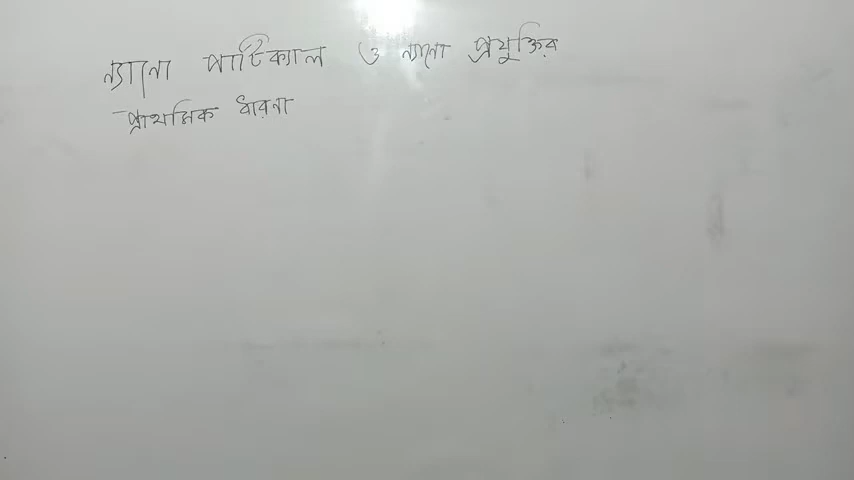 ন্যানো পার্টিক্যাল ও ন্যানো প্রযুক্তির
প্রাথমিক ধারনা